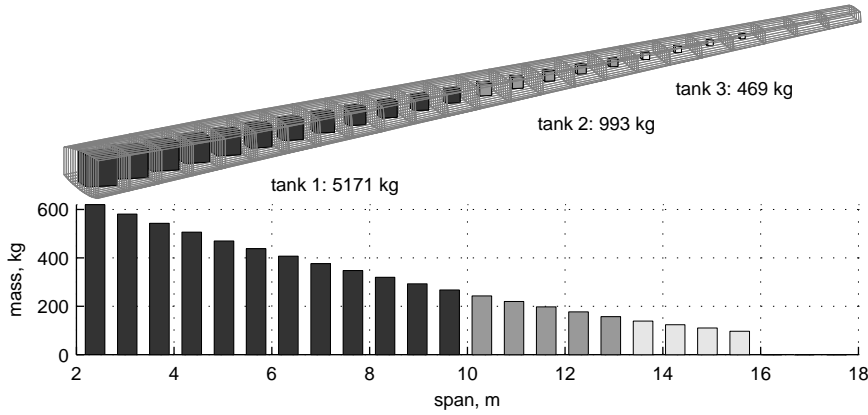 tank 3: 469 kg
tank 2: 993 kg
tank 1: 5171 kg
600
400
200
0
mass, kg
2 4 6 8 10 12 14 16 18
span, m